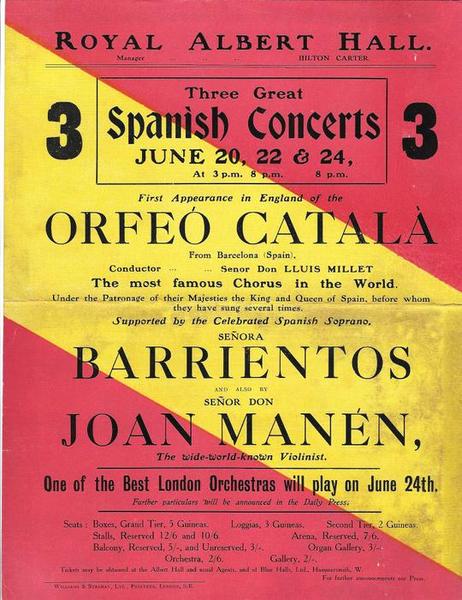 ROYAL ALBERT HALL.
Manager ... ... ... ... HILTON CARTER
Three Great
3 Spanish Concerts 3
JUNE 20, 22 & 24,
At 3 p.m. 8 p.m. 8 p.m.
First Appearance in England of the
ORFEÓ CATALÀ
From Barcelona (Spain),
Conductor ... ... Senor Don LLUIS MILLET
The most famous Chorus in the World.
Under the Patronage of their Majesties the King and Queen of Spain, before whom
they have sung several times.
Supported by the Celebrated Spanish Soprano,
SEÑORA
BARRIENTOS
AND ALSO BY
SEÑOR DON
JOAN MANÉN,
The wide-world-known Violinist.
One of the Best London Orchestras will play on June 24th.
Further particulars will be announced in the Daily Press.
Seats: Boxes, Grand Tier, 5 Guineas. Loggias, 3 Guineas. Second Tier, 2 Guineas.
Stalls, Reserved 12/6 and 10/6. Arena, Reserved, 7/6.
Balcony, Reserved, 5/-, and Unreserved, 3/-. Organ Gallery, 3/-.
Orchestra, 2/6. Gallery, 2/-.
Tickets may be obtained at the Albert Hall and usual Agents, and of Blue Halls, Ltd., Hammersmith, W.
For further announcements see Press.
WILLIAMS & STRAHAN, LTD., PRINTERS, LONDON, S.E.